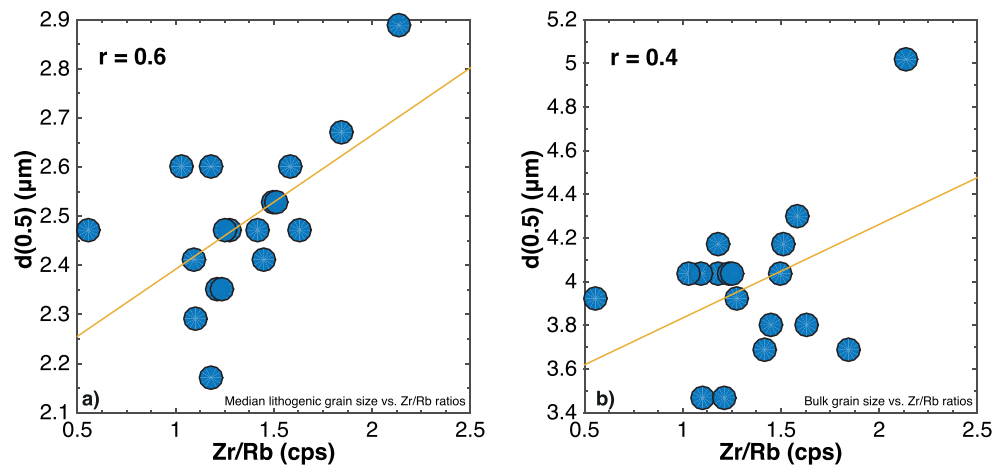 2.9
2.8
2.7
2.6
2.5
2.4
2.3
2.2
2.1
d(0.5) (µm)
r = 0.6
a)
Median lithogenic grain size vs. Zr/Rb ratios
0.5 1 1.5 2 2.5
Zr/Rb (cps)
5.2
5
4.8
4.6
4.4
4.2
4
3.8
3.6
3.4
d(0.5) (µm)
r = 0.4
b)
Bulk grain size vs. Zr/Rb ratios
0.5 1 1.5 2 2.5
Zr/Rb (cps)